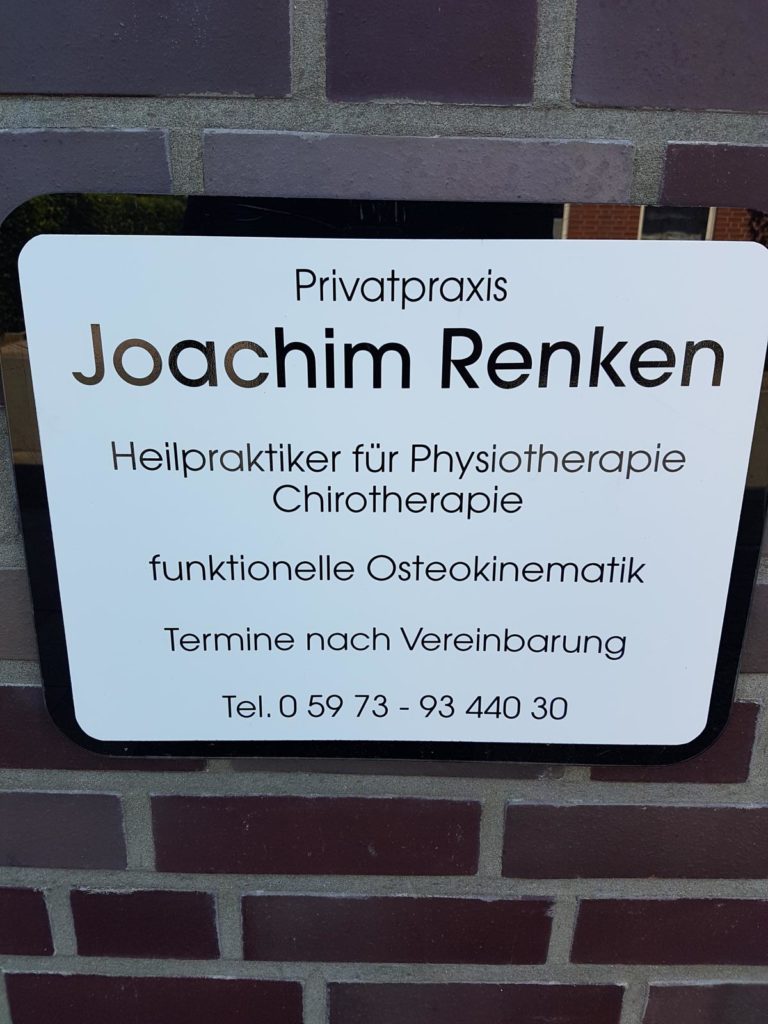 Privatpraxis
Joachim Renken
Heilpraktiker für Physiotherapie
Chirotherapie
funktionelle Osteokinematik
Termine nach Vereinbarung
Tel. 0 59 73 - 93 440 30